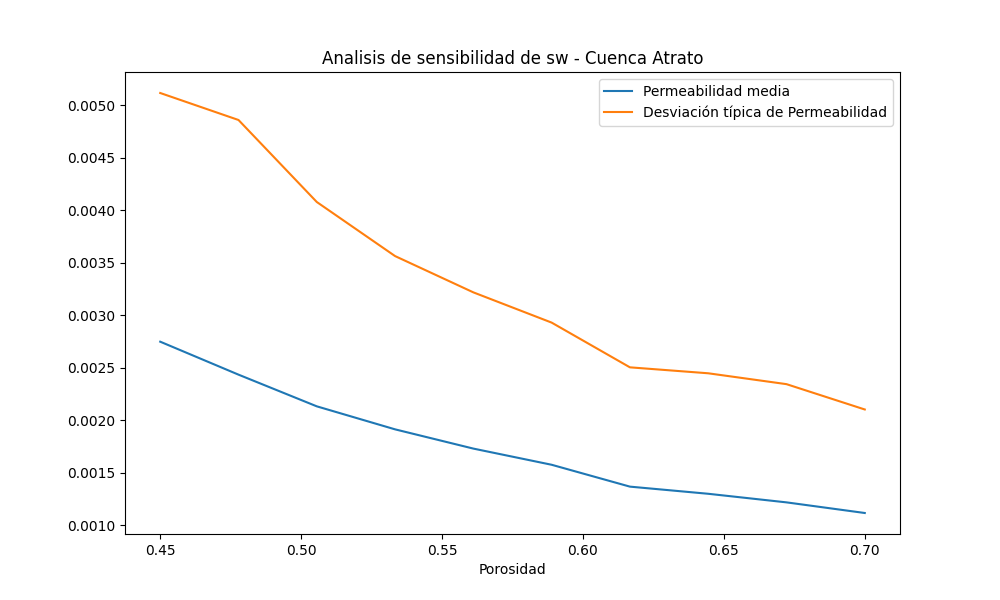 Analisis de sensibilidad de sw - Cuenca Atrato
Permeabilidad media
Desviación típica de Permeabilidad
0.0050
0.0045
0.0040
0.0035
0.0030
0.0025
0.0020
0.0015
0.0010
0.45 0.50 0.55 0.60 0.65 0.70
Porosidad